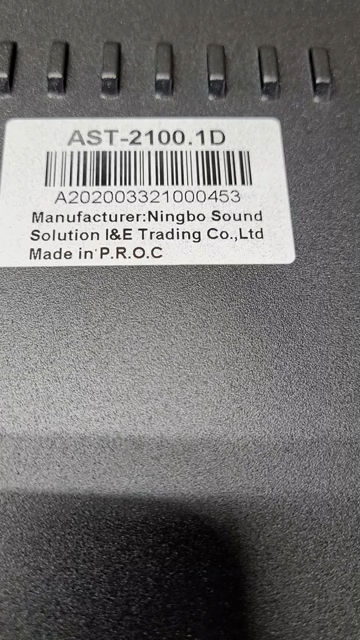 AST-2100.1D
A202003321000453
Manufacturer:Ningbo Sound
Solution I&E Trading Co.,Ltd
Made in P.R.O.C